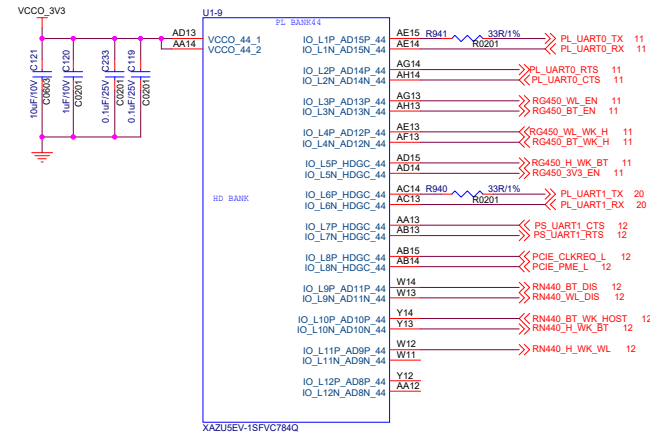 VCCO_3V3
U1-9
PL BANK44
AD13 VCCO_44_1
AA14 VCCO_44_2
C121 10uF/10V C0603
C120 1uF/10V C0201
C233 0.1uF/25V C0201
C119 0.1uF/25V C0201
HD BANK
IO_L1P_AD15P_44 AE15 R941 33R/1% PL_UART0_TX 11
IO_L1N_AD15N_44 AE14 R0201 PL_UART0_RX 11
IO_L2P_AD14P_44 AG14 PL_UART0_RTS 11
IO_L2N_AD14N_44 AH14 PL_UART0_CTS 11
IO_L3P_AD13P_44 AG13 RG450_WL_EN 11
IO_L3N_AD13N_44 AH13 RG450_BT_EN 11
IO_L4P_AD12P_44 AE13 RG450_WL_WK_H 11
IO_L4N_AD12N_44 AF13 RG450_BT_WK_H 11
IO_L5P_HDGC_44 AD15 RG450_H_WK_BT 11
IO_L5N_HDGC_44 AD14 RG450_3V3_EN 11
IO_L6P_HDGC_44 AC14 R940 33R/1% PL_UART1_TX 20
IO_L6N_HDGC_44 AC13 R0201 PL_UART1_RX 20
IO_L7P_HDGC_44 AA13 PS_UART1_CTS 12
IO_L7N_HDGC_44 AB13 PS_UART1_RTS 12
IO_L8P_HDGC_44 AB15 PCIE_CLKREQ_L 12
IO_L8N_HDGC_44 AB14 PCIE_PME_L 12
IO_L9P_AD11P_44 W14 RN440_BT_DIS 12
IO_L9N_AD11N_44 W13 RN440_WL_DIS 12
IO_L10P_AD10P_44 Y14 RN440_BT_WK_HOST 12
IO_L10N_AD10N_44 Y13 RN440_H_WK_BT 12
IO_L11P_AD9P_44 W12 RN440_H_WK_WL 12
IO_L11N_AD9N_44 W11
IO_L12P_AD8P_44 Y12
IO_L12N_AD8N_44 AA12
XAZU5EV-1SFVC784Q